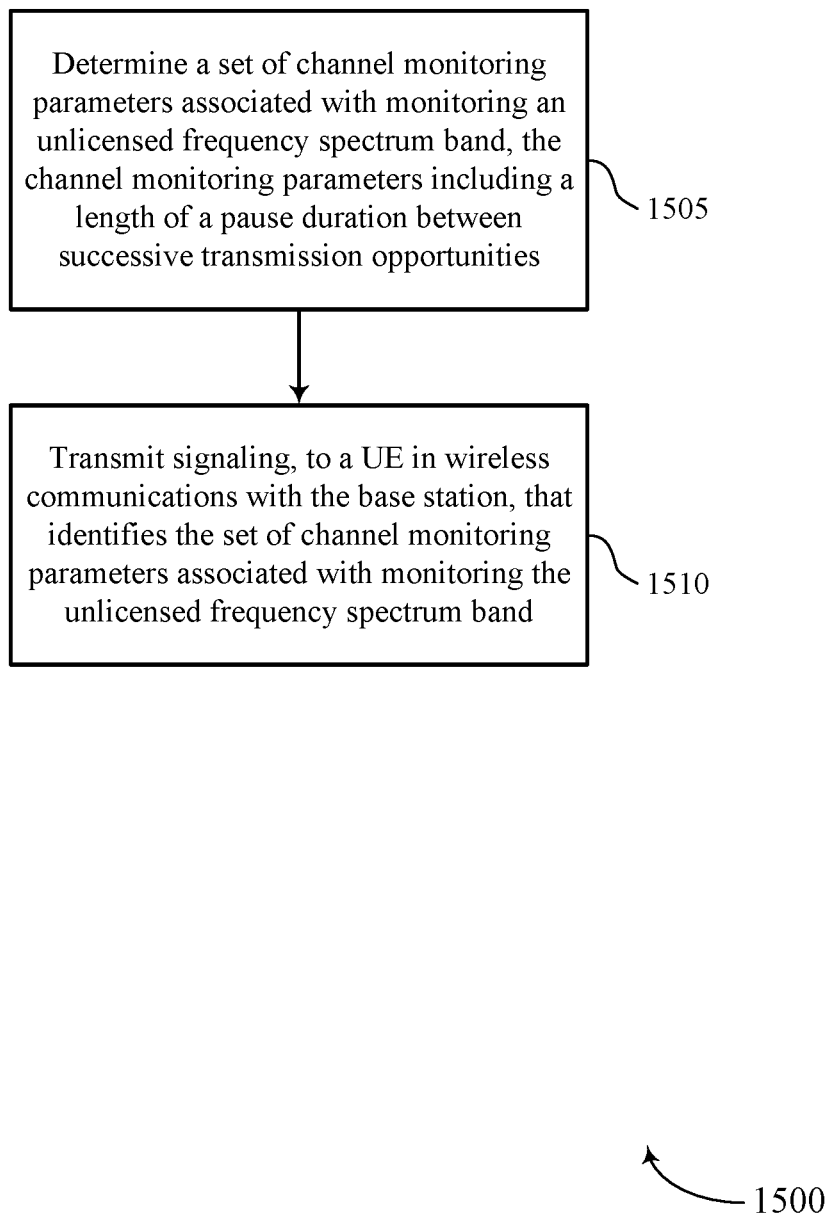 Determine a set of channel monitoring
parameters associated with monitoring an
unlicensed frequency spectrum band, the
channel monitoring parameters including a
length of a pause duration between
successive transmission opportunities
1505
Transmit signaling, to a UE in wireless
communications with the base station, that
identifies the set of channel monitoring
parameters associated with monitoring the
unlicensed frequency spectrum band
1510
1500